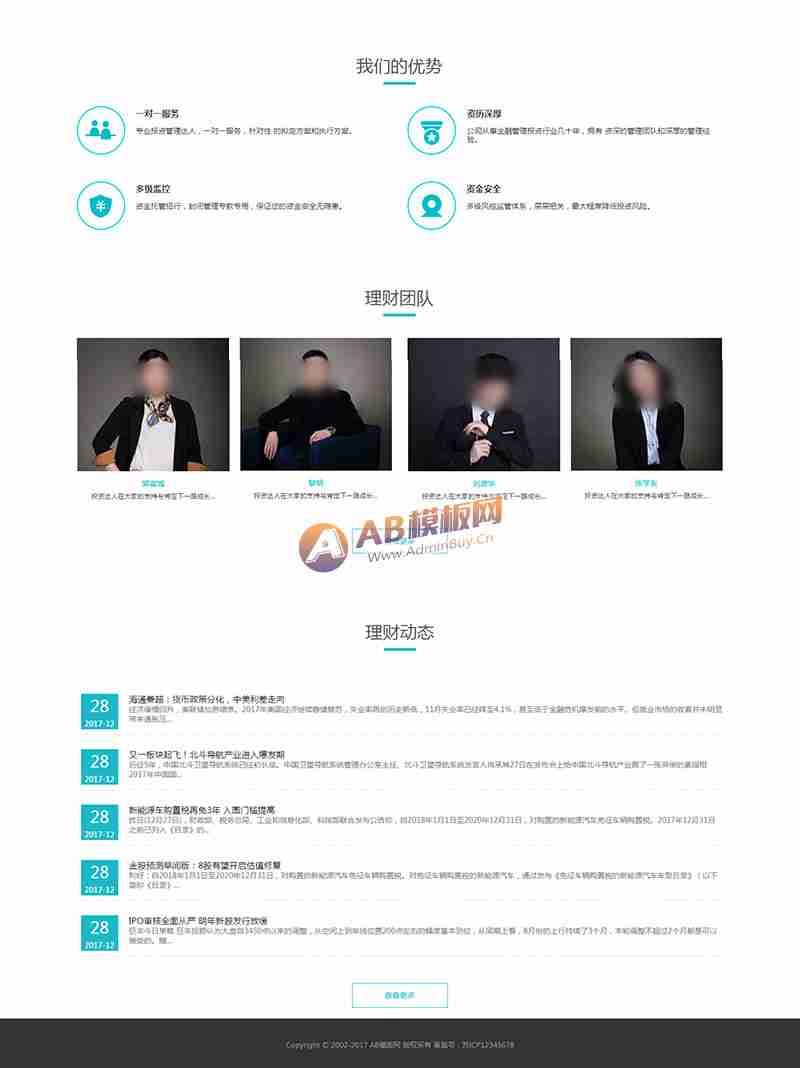 我们的优势
一对一服务
专业投资管理达人，一对一服务，针对性 的拟定方案和执行方案。
资历深厚
公司从事金融管理投资行业几十年，拥有 资深的管理团队和深厚的管理经
验。
多级监控
资金托管招行，封闭管理专款专用，保证您的资金安全无隐患。
资金安全
多级风控监管体系，层层把关，最大程度降低投资风险。
理财团队
郭富城
黎明
刘德华
张学友
投资达人在大家的支持与肯定下一路成长...
投资达人在大家的支持与肯定下一路成长...
投资达人在大家的支持与肯定下一路成长...
投资达人在大家的支持与肯定下一路成长...
AB模板网
Www.AdminBuy.Cn
理财动态
28
2017-12
海通姜超：货币政策分化，中美利差走向
经济缓慢回升，美联储加息缩表。2017年美国经济继续稳健复苏，失业率再创历史新低，11月失业率已经降至4.1%，甚至低于金融危机爆发前的水平。但就业市场的收紧并未明显
带来通胀压...
28
2017-12
又一板块起飞！北斗导航产业进入爆发期
历经5年，中国北斗卫星导航系统已经初长成。中国卫星导航系统管理办公室主任、北斗卫星导航系统发言人冉承其27日在发布会上给中国北斗导航产业画了一张异彩的素描相
2017年中国国...
28
2017-12
新能源车购置税再免3年 入围门槛提高
昨日(12月27日)，财政部、税务总局、工业和信息化部、科技部联合发布公告称，自2018年1月1日至2020年12月31日，对购置的新能源汽车免征车辆购置税。2017年12月31日
之前已列入《目录》的...
28
2017-12
金股预测早间版：8股有望开启估值修复
利好：自2018年1月1日至2020年12月31日，对购置的新能源汽车免征车辆购置税。对免征车辆购置税的新能源汽车，通过发布《免征车辆购置税的新能源汽车车型目录》（以下
简称《目录》...
28
2017-12
IPO审核全面从严 明年新股发行放缓
巨丰今日早策 巨丰投顾认为大盘自3450点以来的调整，从空间上到年线位置200点左右的幅度基本到位，从周期上看，8月份的上行持续了3个月，本轮调整不超过2个月都是可以
接受的。随...
查看更多
Copyright © 2002-2017 AB模板网 版权所有 备案号：苏ICP12345678